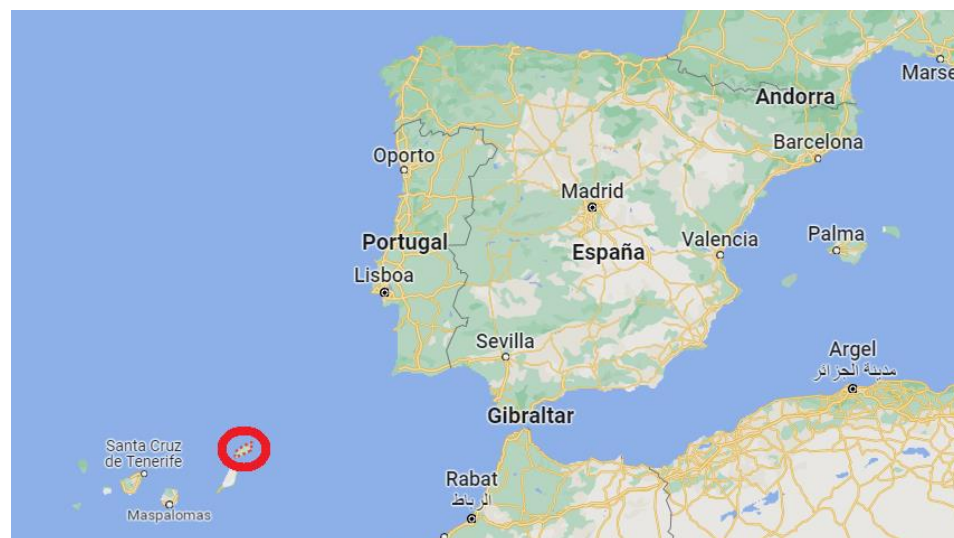 Andorra
Marse
Barcelona
Oporto
Madrid
Portugal
España
Valencia
Palma
Lisboa
Sevilla
Argel
مدينة الجزائر
Gibraltar
Santa Cruz
de Tenerife
Rabat
الرباط
Maspalomas